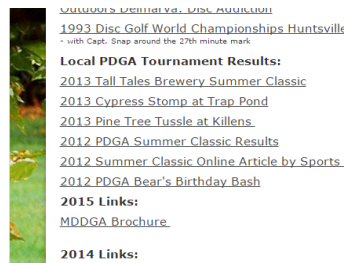 Outdoors Delmarva: Disc Addiction
1993 Disc Golf World Championships Huntsville
- with Capt. Snap around the 27th minute mark
Local PDGA Tournament Results:
2013 Tall Tales Brewery Summer Classic
2013 Cypress Stomp at Trap Pond
2013 Pine Tree Tussle at Killens
2012 PDGA Summer Classic Results
2012 Summer Classic Online Article by Sports
2012 PDGA Bear's Birthday Bash
2015 Links:
MDDGA Brochure
2014 Links: